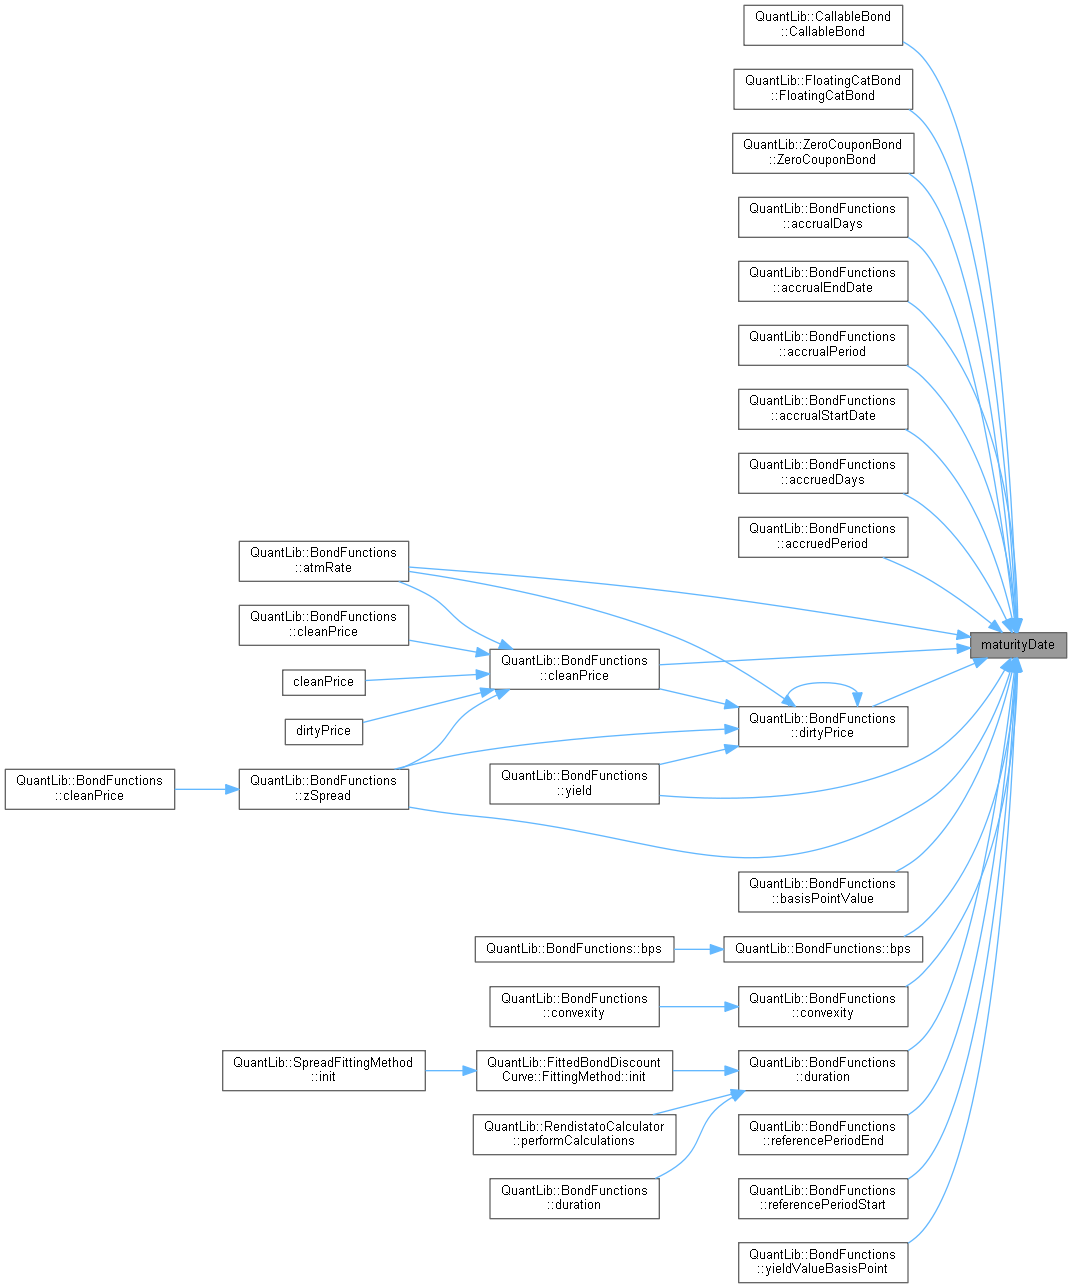 QuantLib::CallableBond
::CallableBond
QuantLib::FloatingCatBond
::FloatingCatBond
QuantLib::ZeroCouponBond
::ZeroCouponBond
QuantLib::BondFunctions
::accrualDays
QuantLib::BondFunctions
::accrualEndDate
QuantLib::BondFunctions
::accrualPeriod
QuantLib::BondFunctions
::accrualStartDate
QuantLib::BondFunctions
::accruedDays
QuantLib::BondFunctions
::accruedPeriod
QuantLib::BondFunctions
::atmRate
QuantLib::BondFunctions
::cleanPrice
maturityDate
QuantLib::BondFunctions
::cleanPrice
cleanPrice
QuantLib::BondFunctions
::dirtyPrice
dirtyPrice
QuantLib::BondFunctions
::yield
QuantLib::BondFunctions
::cleanPrice
QuantLib::BondFunctions
::zSpread
QuantLib::BondFunctions
::basisPointValue
QuantLib::BondFunctions::bps
QuantLib::BondFunctions::bps
QuantLib::BondFunctions
::convexity
QuantLib::BondFunctions
::convexity
QuantLib::SpreadFittingMethod
::init
QuantLib::FittedBondDiscount
Curve::FittingMethod::init
QuantLib::BondFunctions
::duration
QuantLib::RendistatoCalculator
::performCalculations
QuantLib::BondFunctions
::referencePeriodEnd
QuantLib::BondFunctions
::duration
QuantLib::BondFunctions
::referencePeriodStart
QuantLib::BondFunctions
::yieldValueBasisPoint